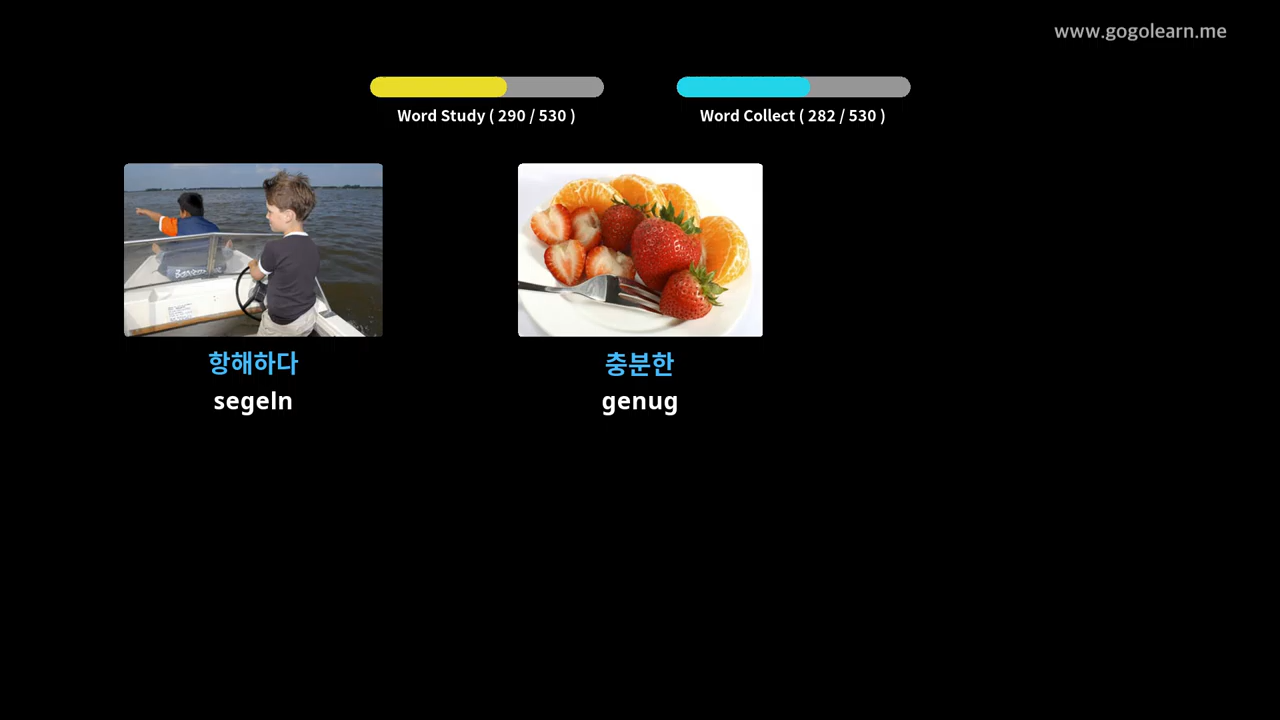 www.gogolearn.me
Word Study ( 290 / 530 )
Word Collect ( 282 / 530 )
항해하다
segeln
충분한
genug